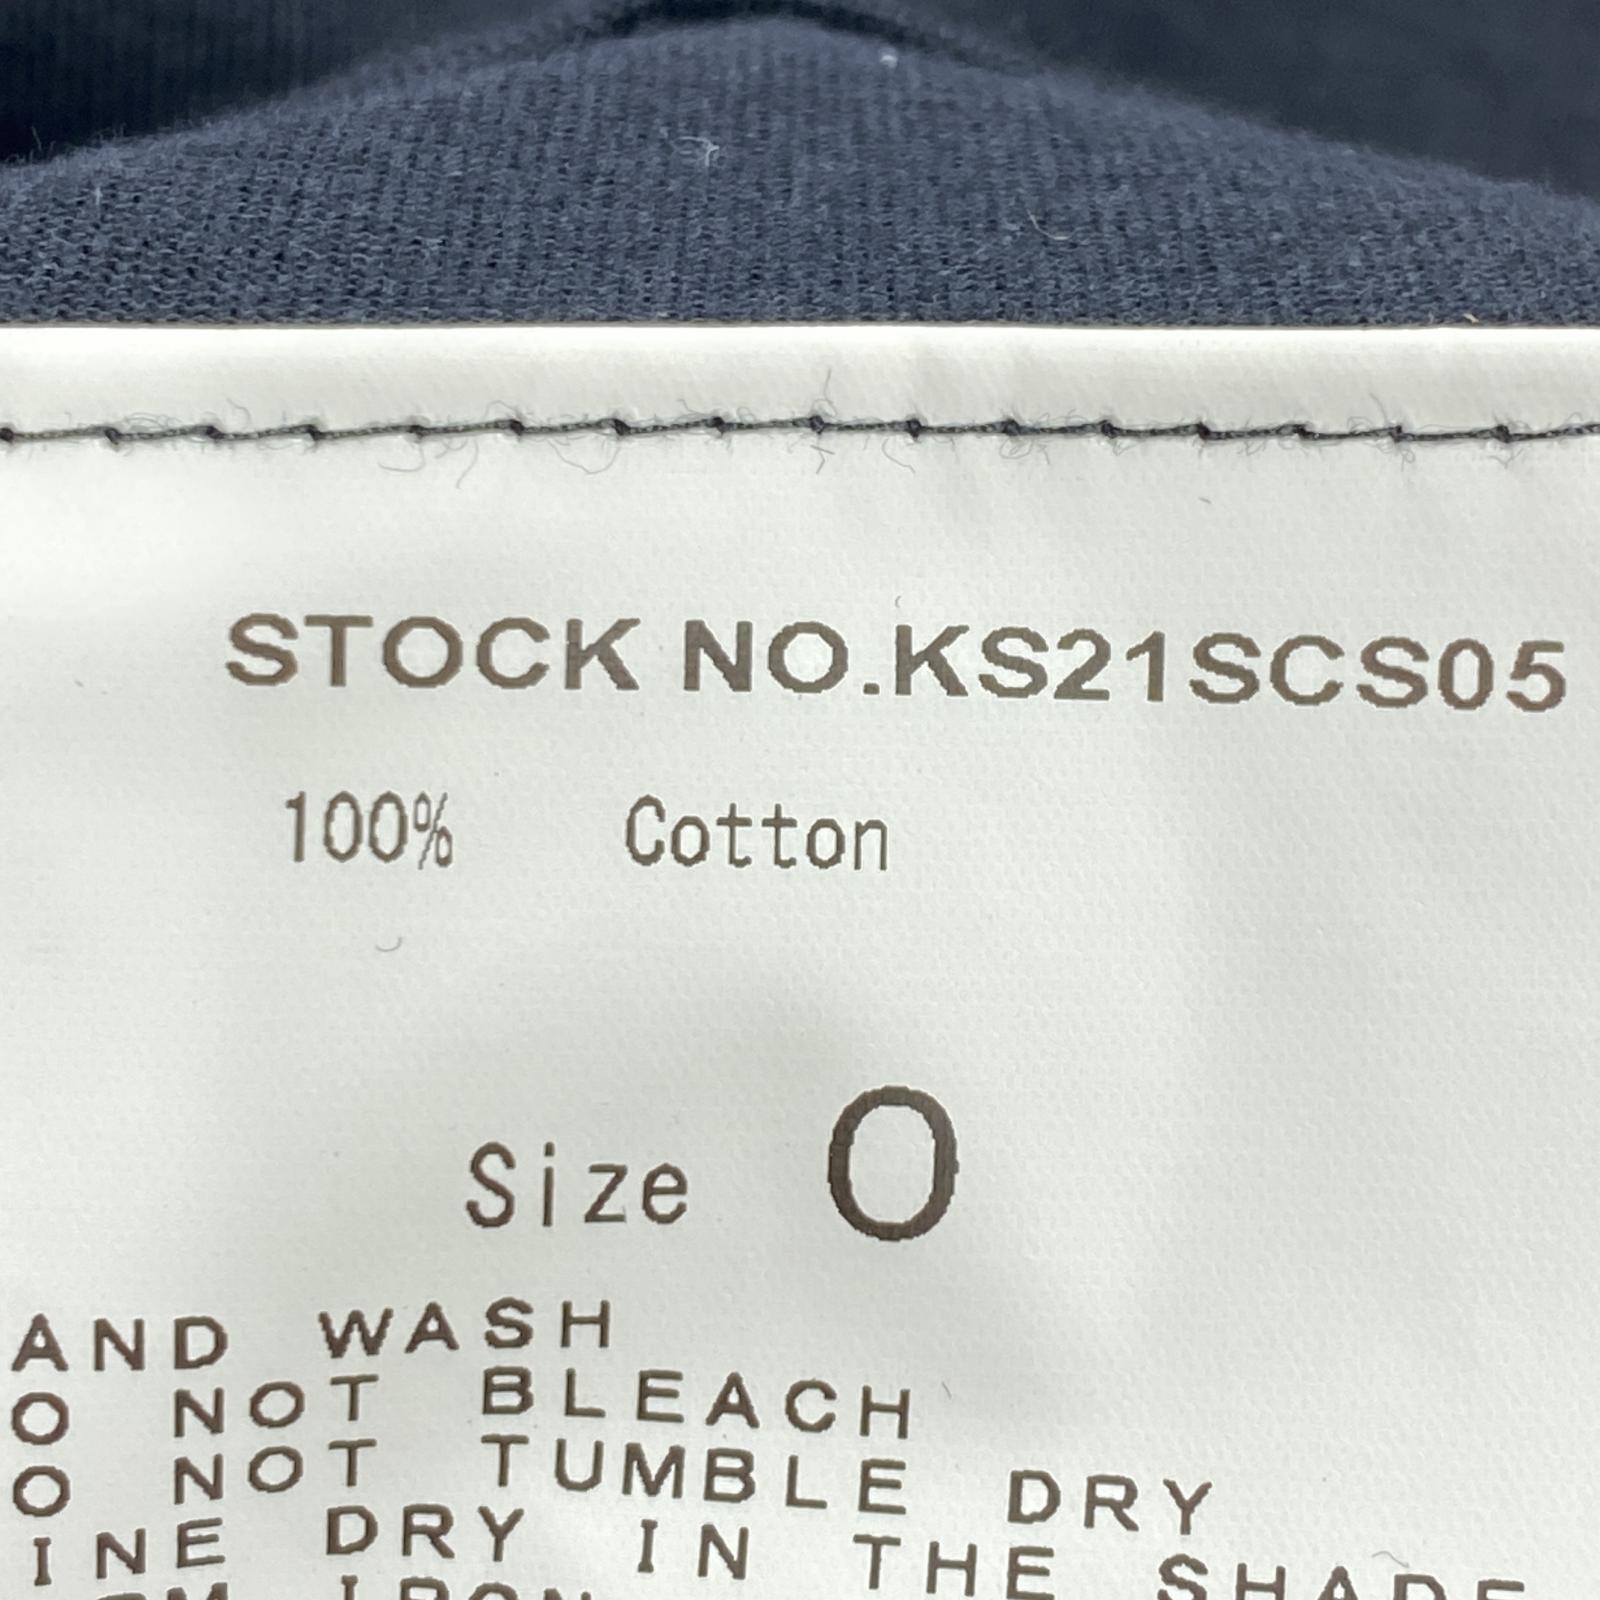 STOCK NO.KS21SCS05
100% Cotton
Size 0
AND WASH
O NOT BLEACH
O NOT TUMBLE DRY
INE DRY IN THE SHADE
IRON